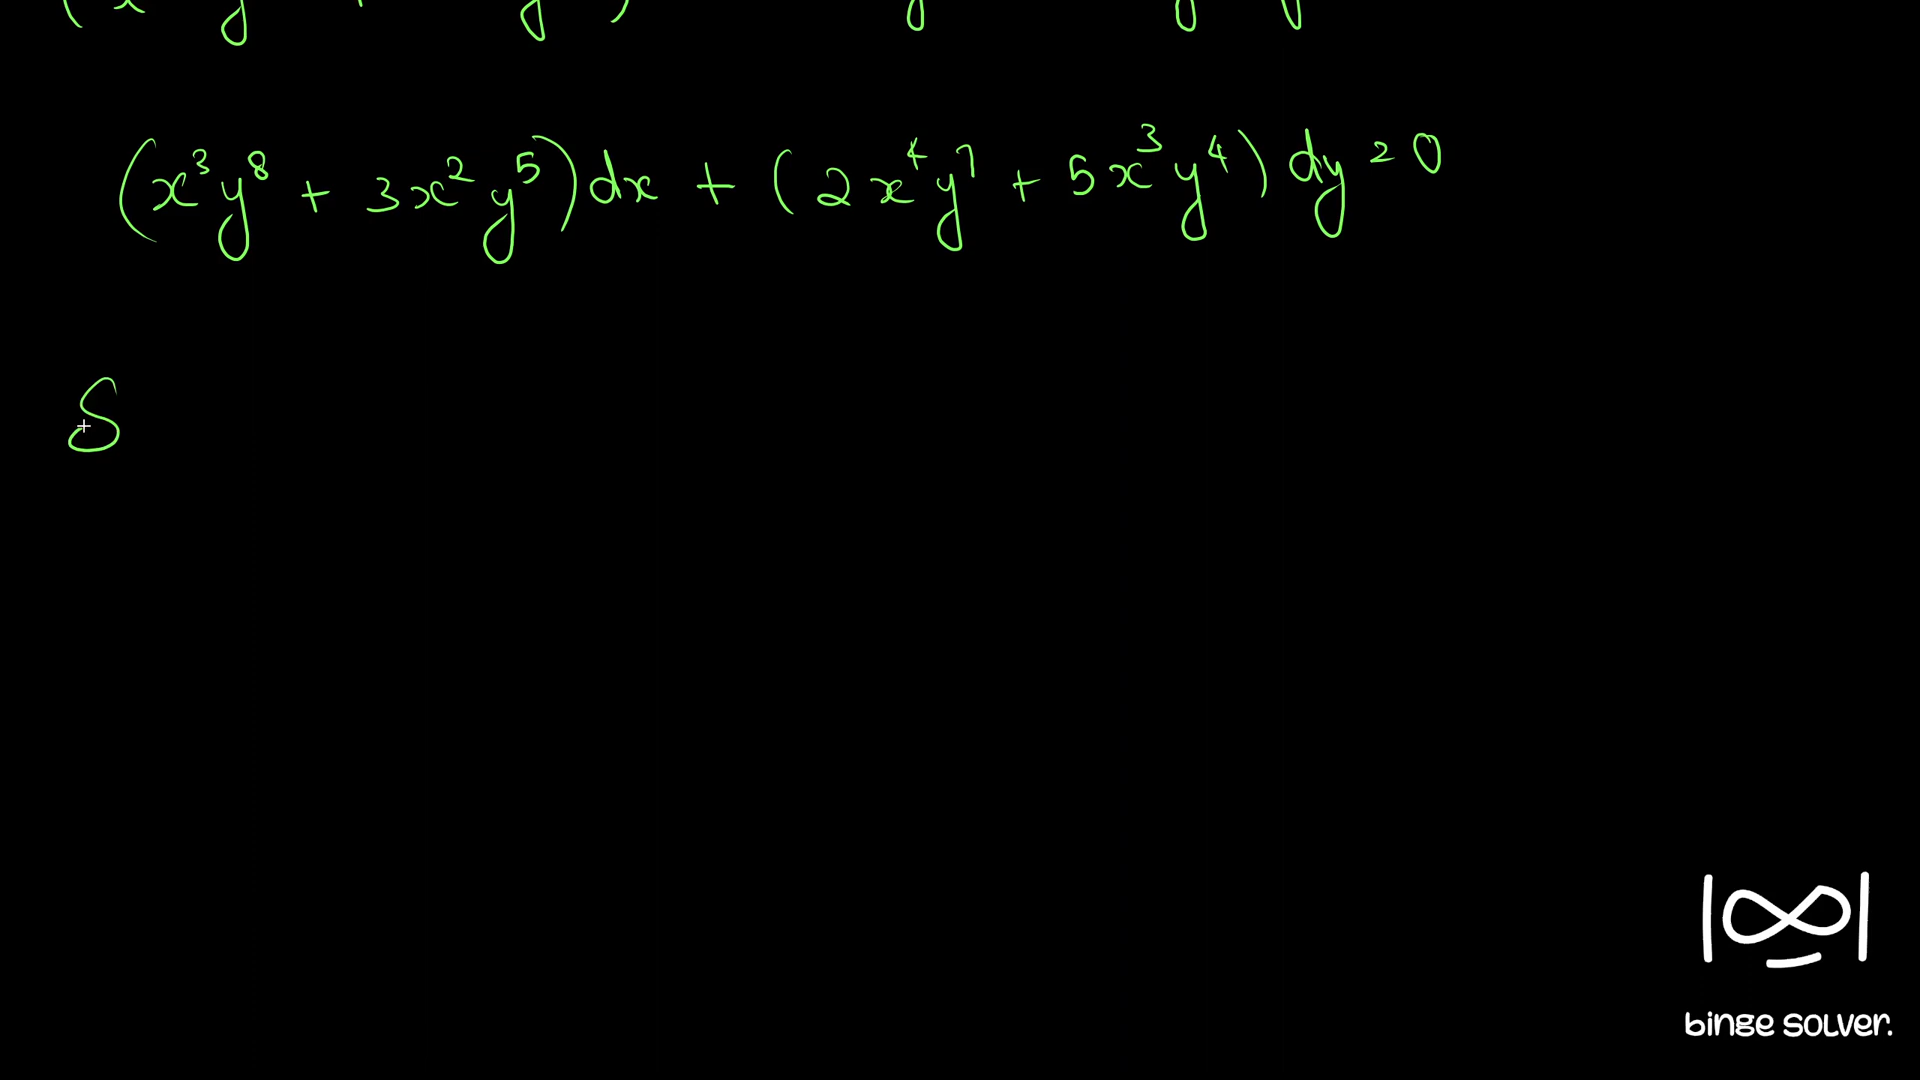 (x³y⁸ + 3x²y⁵)dx + (2x⁴y⁷ + 5x³y⁴) dy = 0
S
binge solver.